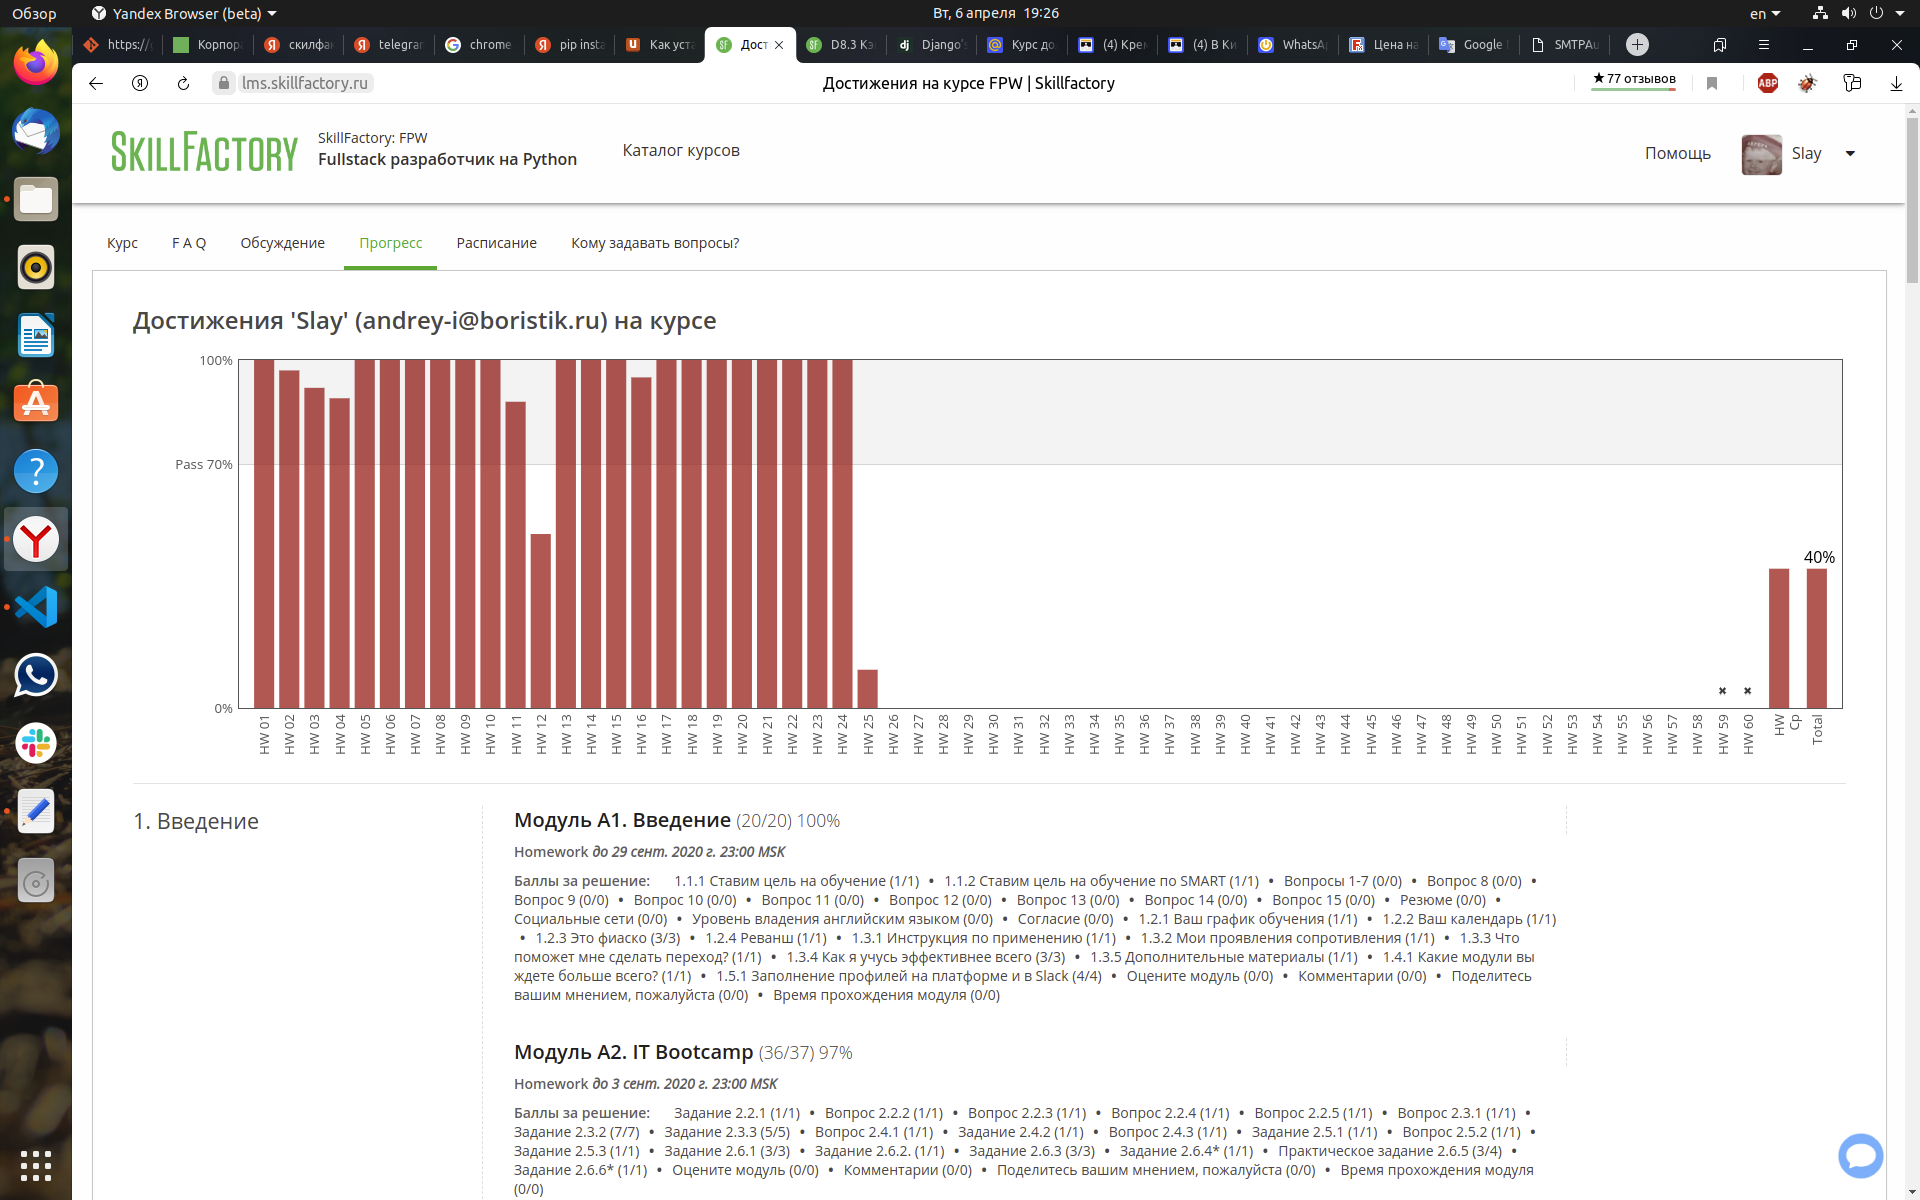 Обзор
Yandex Browser (beta)
Вт, 6 апреля 19:26
en
https://
Корпор
скилфа
telegran
chrome
pip insta
Как уст
Дост
D8.3 Кэ
Django'
Курс до
(4) Кре
(4) В Ки
WhatsA
Цена на
Google
SMTPAu
lms.skillfactory.ru
Достижения на курсе FPW | Skillfactory
★77 отзывов
ABP
SKILLFACTORY
SkillFactory: FPW
Fullstack разработчик на Python
Каталог курсов
Помощь
Slay
Курс
F A Q
Обсуждение
Прогресс
Расписание
Кому задавать вопросы?
Достижения 'Slay' (andrey-i@boristik.ru) на курсе
100%
Pass 70%
0%
40%
HW 01
HW 02
HW 03
HW 04
HW 05
HW 06
HW 07
HW 08
HW 09
HW 10
HW 11
HW 12
HW 13
HW 14
HW 15
HW 16
HW 17
HW 18
HW 19
HW 20
HW 21
HW 22
HW 23
HW 24
HW 25
HW 26
HW 27
HW 28
HW 29
HW 30
HW 31
HW 32
HW 33
HW 34
HW 35
HW 36
HW 37
HW 38
HW 39
HW 40
HW 41
HW 42
HW 43
HW 44
HW 45
HW 46
HW 47
HW 48
HW 49
HW 50
HW 51
HW 52
HW 53
HW 54
HW 55
HW 56
HW 57
HW 58
HW 59
HW 60
HW
Ср
Total
1. Введение
Модуль A1. Введение (20/20) 100%
Homework до 29 сент. 2020 г. 23:00 MSK
Баллы за решение: 1.1.1 Ставим цель на обучение (1/1) • 1.1.2 Ставим цель на обучение по SMART (1/1) • Вопросы 1-7 (0/0) • Вопрос 8 (0/0) •
Вопрос 9 (0/0) • Вопрос 10 (0/0) • Вопрос 11 (0/0) • Вопрос 12 (0/0) • Вопрос 13 (0/0) • Вопрос 14 (0/0) • Вопрос 15 (0/0) • Резюме (0/0) •
Социальные сети (0/0) • Уровень владения английским языком (0/0) • Согласие (0/0) • 1.2.1 Ваш график обучения (1/1) • 1.2.2 Ваш календарь (1/1)
• 1.2.3 Это фиаско (3/3) • 1.2.4 Реванш (1/1) • 1.3.1 Инструкция по применению (1/1) • 1.3.2 Мои проявления сопротивления (1/1) • 1.3.3 Что
поможет мне сделать переход? (1/1) • 1.3.4 Как я учусь эффективнее всего (3/3) • 1.3.5 Дополнительные материалы (1/1) • 1.4.1 Какие модули вы
ждете больше всего? (1/1) • 1.5.1 Заполнение профилей на платформе и в Slack (4/4) • Оцените модуль (0/0) • Комментарии (0/0) • Поделитесь
вашим мнением, пожалуйста (0/0) • Время прохождения модуля (0/0)
Модуль A2. IT Bootcamp (36/37) 97%
Homework до 3 сент. 2020 г. 23:00 MSK
Баллы за решение: Задание 2.2.1 (1/1) • Вопрос 2.2.2 (1/1) • Вопрос 2.2.3 (1/1) • Вопрос 2.2.4 (1/1) • Вопрос 2.2.5 (1/1) • Вопрос 2.3.1 (1/1) •
Задание 2.3.2 (7/7) • Задание 2.3.3 (5/5) • Вопрос 2.4.1 (1/1) • Задание 2.4.2 (1/1) • Вопрос 2.4.3 (1/1) • Задание 2.5.1 (1/1) • Вопрос 2.5.2 (1/1) •
Задание 2.5.3 (1/1) • Задание 2.6.1 (3/3) • Задание 2.6.2. (1/1) • Задание 2.6.3 (3/3) • Задание 2.6.4* (1/1) • Практическое задание 2.6.5 (3/4) •
Задание 2.6.6* (1/1) • Оцените модуль (0/0) • Комментарии (0/0) • Поделитесь вашим мнением, пожалуйста (0/0) • Время прохождения модуля
(0/0)